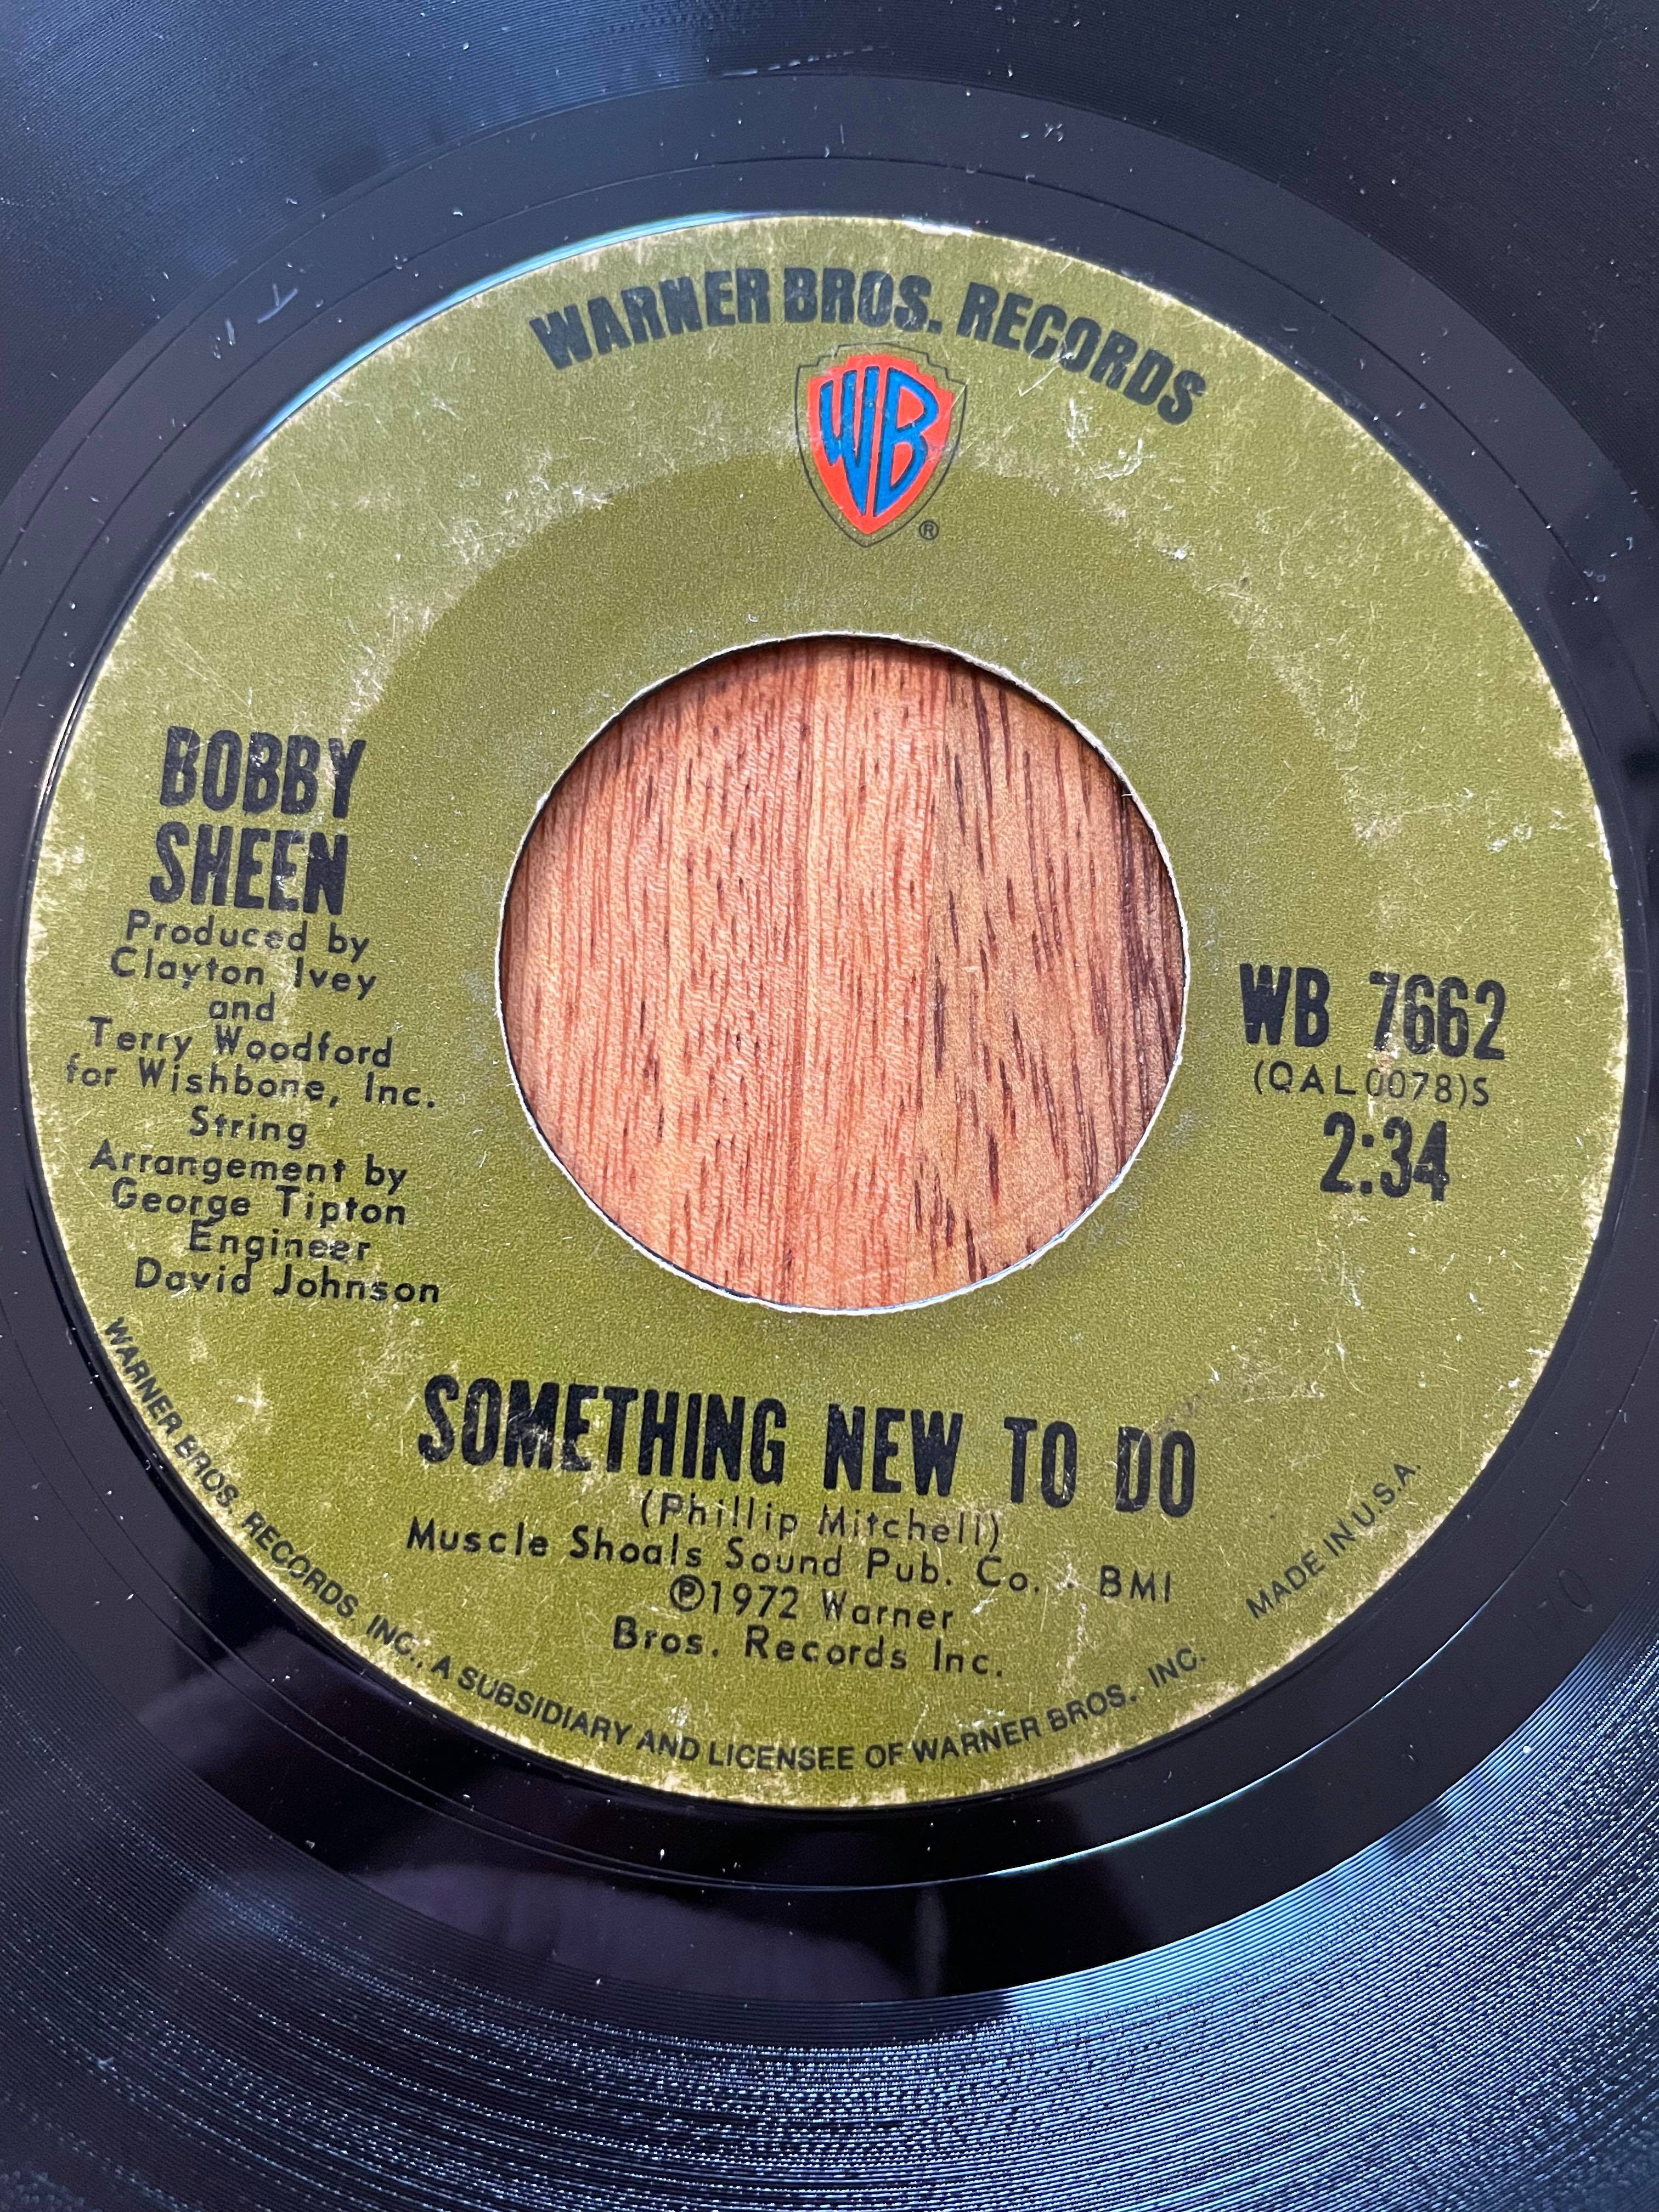 WARNER BROS. RECORDS
WB
®
BOBBY
SHEEN
Produced by
Clayton Ivey
and
Terry Woodford
for Wishbone, Inc.
String
Arrangement by
George Tipton
Engineer
David Johnson
WB 7662
(QAL0078)S
2:34
SOMETHING NEW TO DO
(Phillip Mitchell)
Muscle Shoals Sound Pub. Co. - BMI
℗1972 Warner
Bros. Records Inc.
WARNER BROS. RECORDS, INC., A SUBSIDIARY AND LICENSEE OF WARNER BROS., INC.
MADE IN U.S.A.